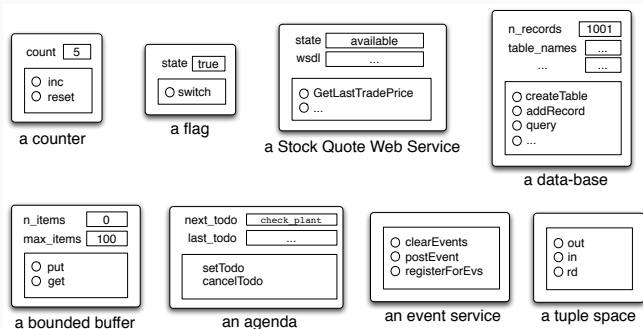 count 5
inc
reset
a counter
state true
switch
a flag
state available
wsdl ...
GetLastTradePrice
...
a Stock Quote Web Service
n_records 1001
table_names ...
... ...
createTable
addRecord
query
...
a data-base
n_items 0
max_items 100
put
get
a bounded buffer
next_todo check_plant
last_todo ...
setTodo
cancelTodo
an agenda
clearEvents
postEvent
registerForEvs
an event service
out
in
rd
a tuple space